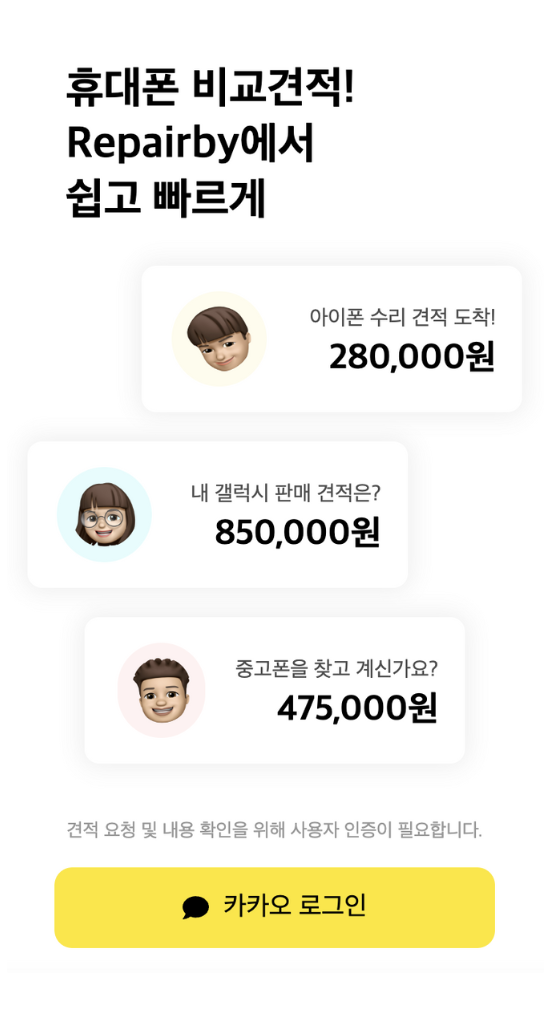 휴대폰 비교견적!
Repairby에서
쉽고 빠르게
아이폰 수리 견적 도착!
280,000원
내 갤럭시 판매 견적은?
850,000원
중고폰을 찾고 계신가요?
475,000원
견적 요청 및 내용 확인을 위해 사용자 인증이 필요합니다.
카카오 로그인